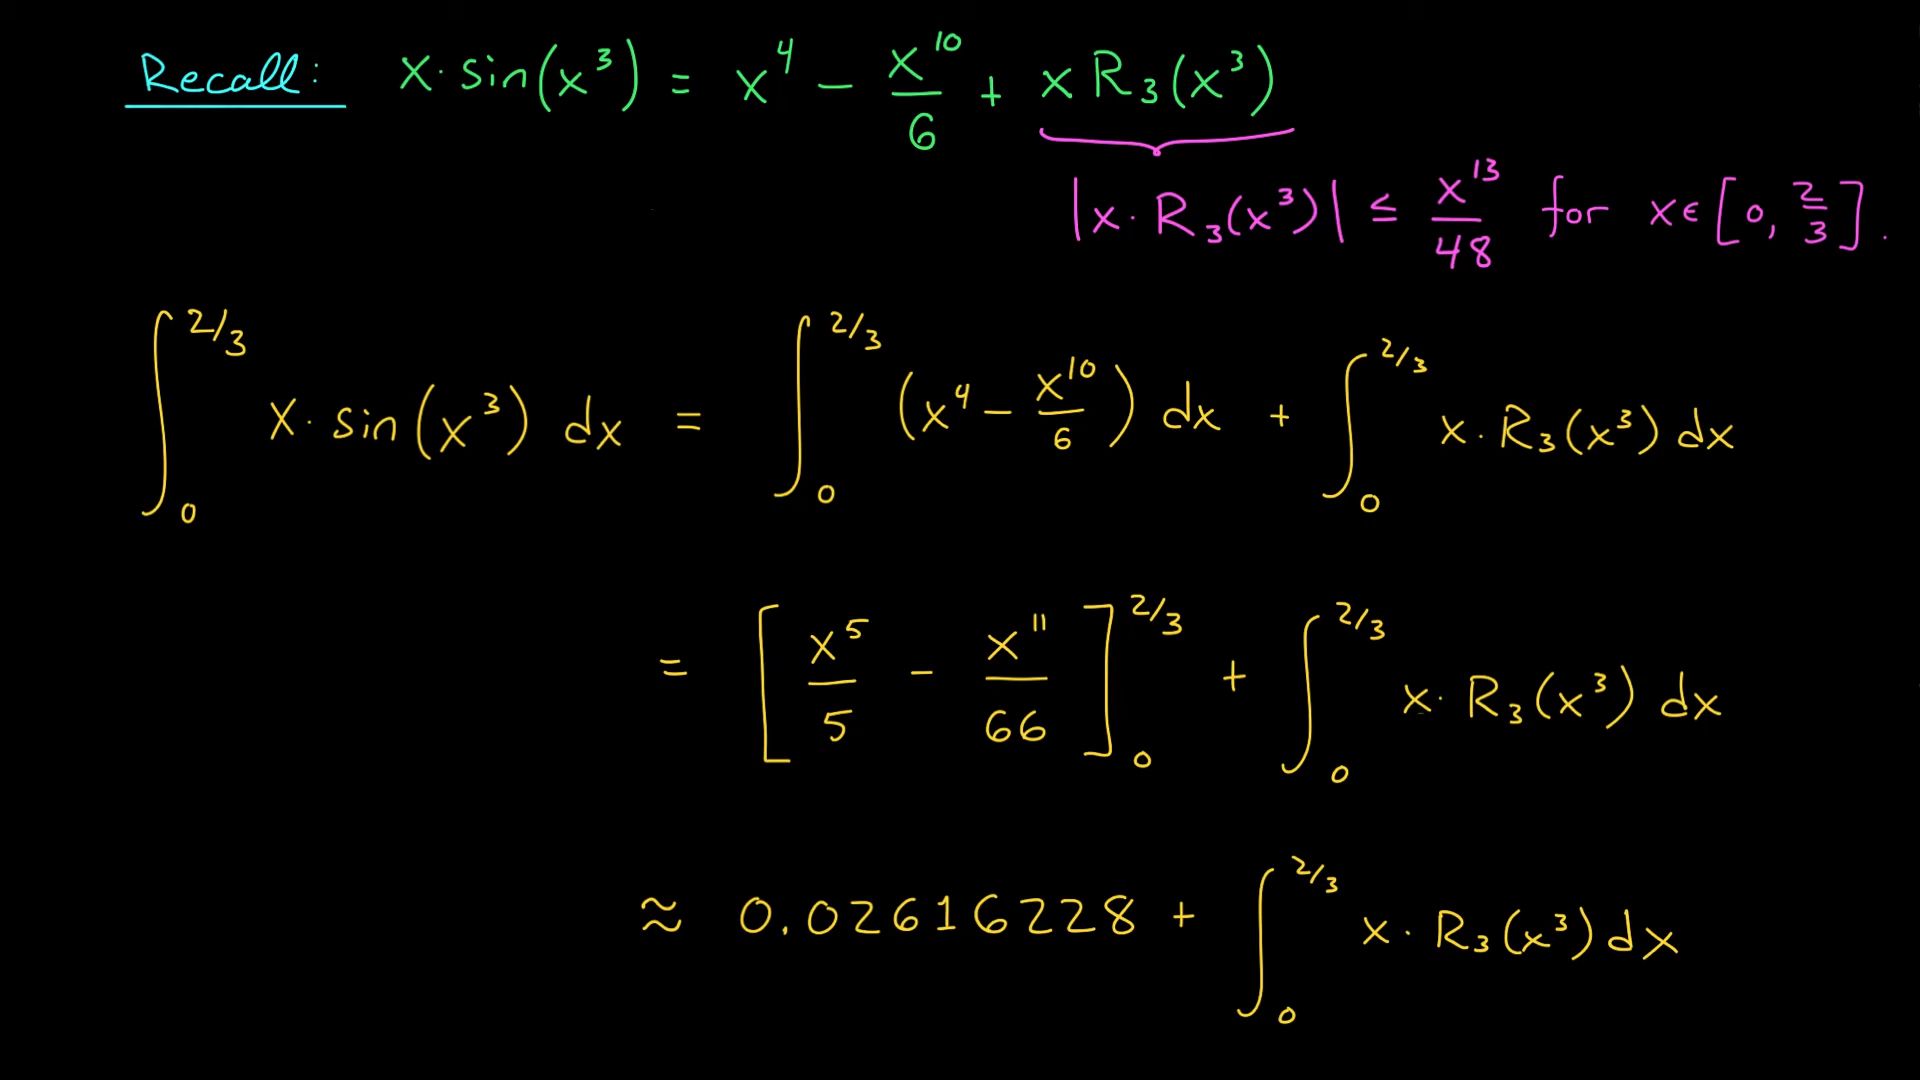 Recall: x · sin(x³) = x⁴ − x¹⁰/6 + x R₃(x³)
|x · R₃(x³)| ≤ x¹³/48 for x ∈ [0, 2/3].
∫₀^{2/3} x · sin(x³) dx = ∫₀^{2/3} (x⁴ − x¹⁰/6) dx + ∫₀^{2/3} x · R₃(x³) dx
= [x⁵/5 − x¹¹/66]₀^{2/3} + ∫₀^{2/3} x · R₃(x³) dx
≈ 0.02616228 + ∫₀^{2/3} x · R₃(x³) dx